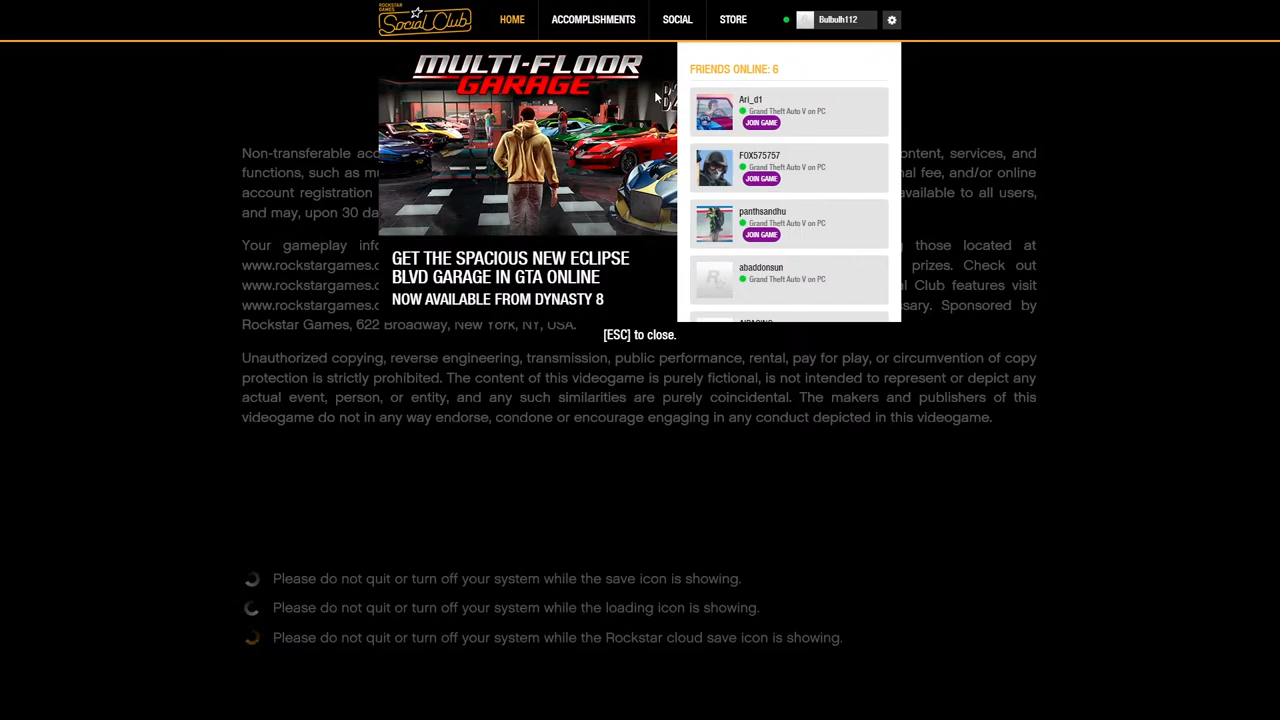 ROCKSTAR GAMES
Social Club
HOME
ACCOMPLISHMENTS
SOCIAL
STORE
Bulbulh112
MULTI-FLOOR
GARAGE
GET THE SPACIOUS NEW ECLIPSE
BLVD GARAGE IN GTA ONLINE
NOW AVAILABLE FROM DYNASTY 8
FRIENDS ONLINE: 6
Ari_d1
Grand Theft Auto V on PC
JOIN GAME
FOX575757
Grand Theft Auto V on PC
JOIN GAME
panthsandhu
Grand Theft Auto V on PC
JOIN GAME
abaddonsun
Grand Theft Auto V on PC
[ESC] to close.
Non-transferable ontent, services, and
functions, such as nal fee, and/or online
account registration available to all users,
and may, upon 30 da
Your gameplay info those located at
www.rockstargames.c prizes. Check out
www.rockstargames.c al Club features visit
www.rockstargames.c ssary. Sponsored by
Rockstar Games, 622 Broadway, New York, NY, USA.
Unauthorized copying, reverse engineering, transmission, public performance, rental, pay for play, or circumvention of copy
protection is strictly prohibited. The content of this videogame is purely fictional, is not intended to represent or depict any
actual event, person, or entity, and any such similarities are purely coincidental. The makers and publishers of this
videogame do not in any way endorse, condone or encourage engaging in any conduct depicted in this videogame.
Please do not quit or turn off your system while the save icon is showing.
Please do not quit or turn off your system while the loading icon is showing.
Please do not quit or turn off your system while the Rockstar cloud save icon is showing.